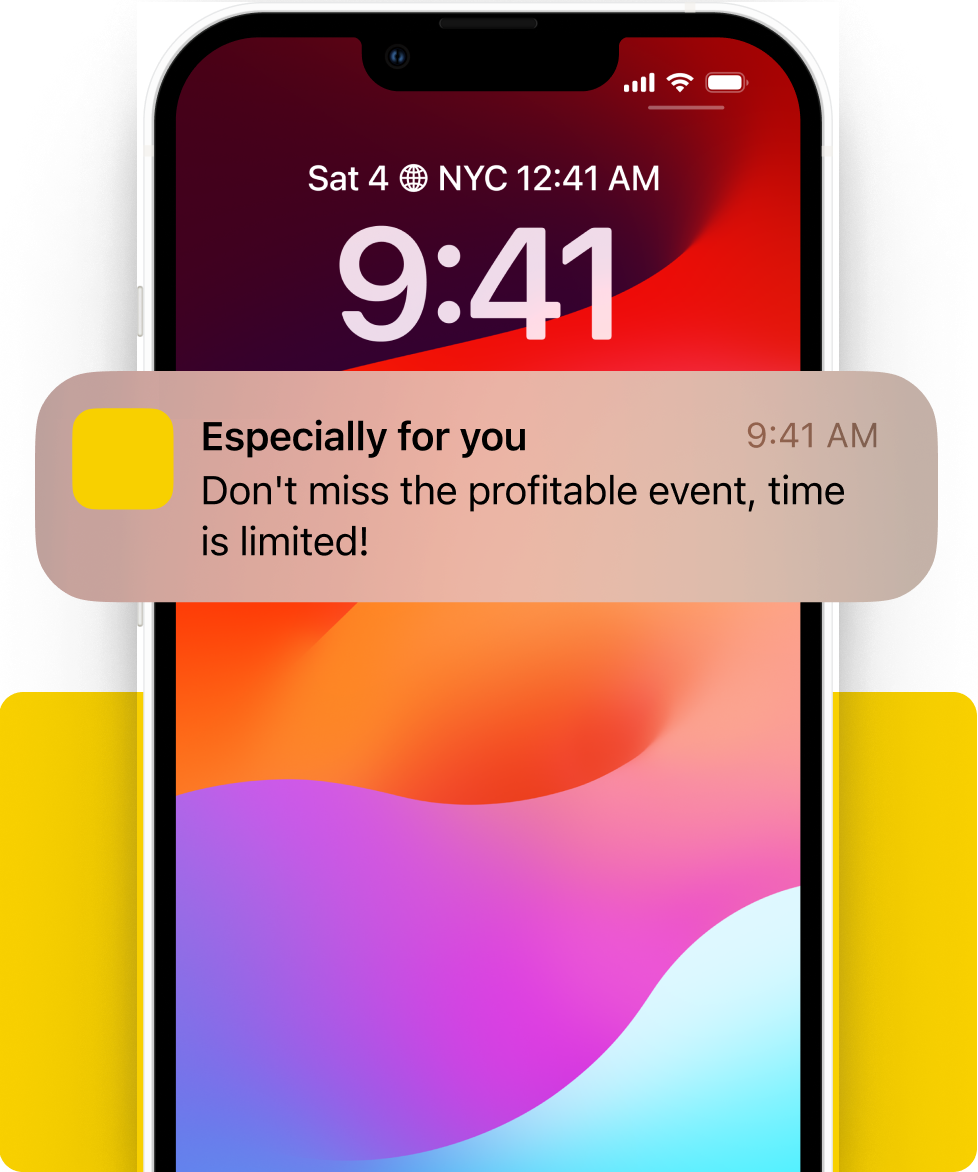 Sat 4 NYC 12:41 AM
9:41
Especially for you 9:41 AM
Don't miss the profitable event, time
is limited!